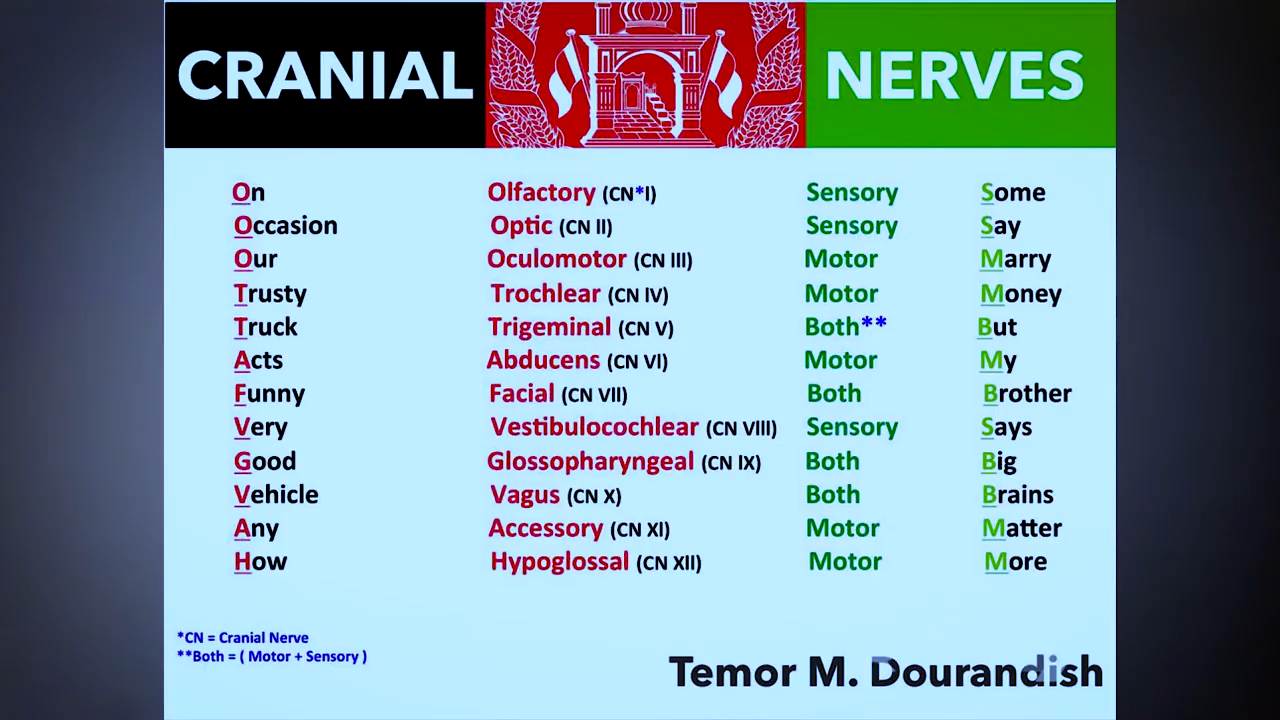 CRANIAL NERVES
On Olfactory (CN*I) Sensory Some
Occasion Optic (CN II) Sensory Say
Our Oculomotor (CN III) Motor Marry
Trusty Trochlear (CN IV) Motor Money
Truck Trigeminal (CN V) Both** But
Acts Abducens (CN VI) Motor My
Funny Facial (CN VII) Both Brother
Very Vestibulocochlear (CN VIII) Sensory Says
Good Glossopharyngeal (CN IX) Both Big
Vehicle Vagus (CN X) Both Brains
Any Accessory (CN XI) Motor Matter
How Hypoglossal (CN XII) Motor More
*CN = Cranial Nerve
**Both = ( Motor + Sensory )
Temor M. Dourandish